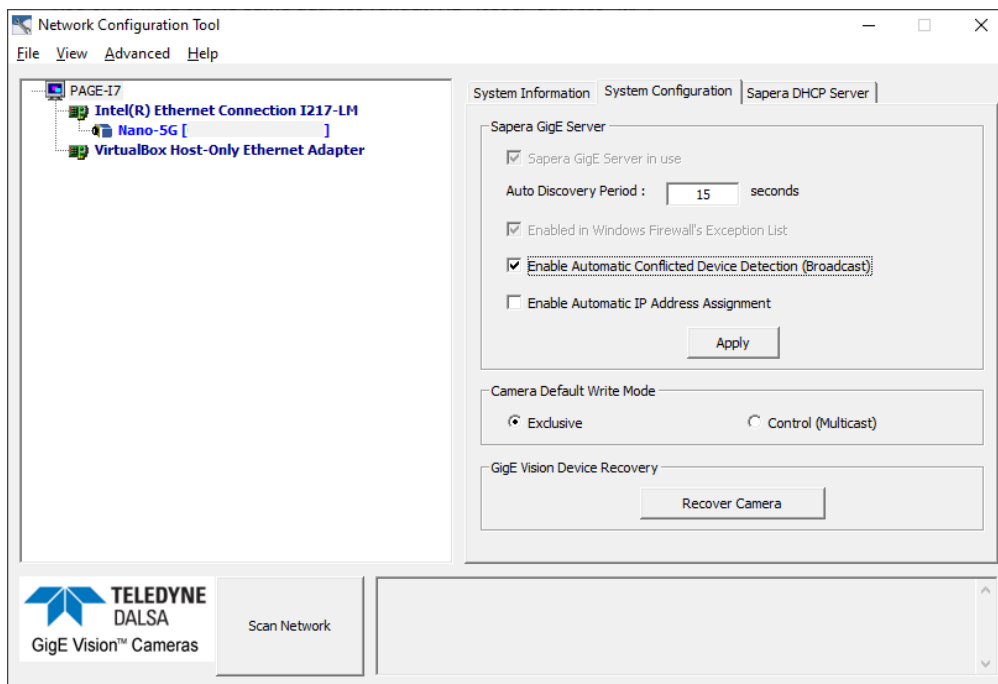 Network Configuration Tool
File View Advanced Help
PAGE-I7
Intel(R) Ethernet Connection I217-LM
Nano-5G [ ]
VirtualBox Host-Only Ethernet Adapter
System Information System Configuration Sapera DHCP Server
Sapera GigE Server
Sapera GigE Server in use
Auto Discovery Period : 15 seconds
Enabled in Windows Firewall's Exception List
Enable Automatic Conflicted Device Detection (Broadcast)
Enable Automatic IP Address Assignment
Apply
Camera Default Write Mode
Exclusive Control (Multicast)
GigE Vision Device Recovery
Recover Camera
TELEDYNE
DALSA
GigE Vision™ Cameras
Scan Network